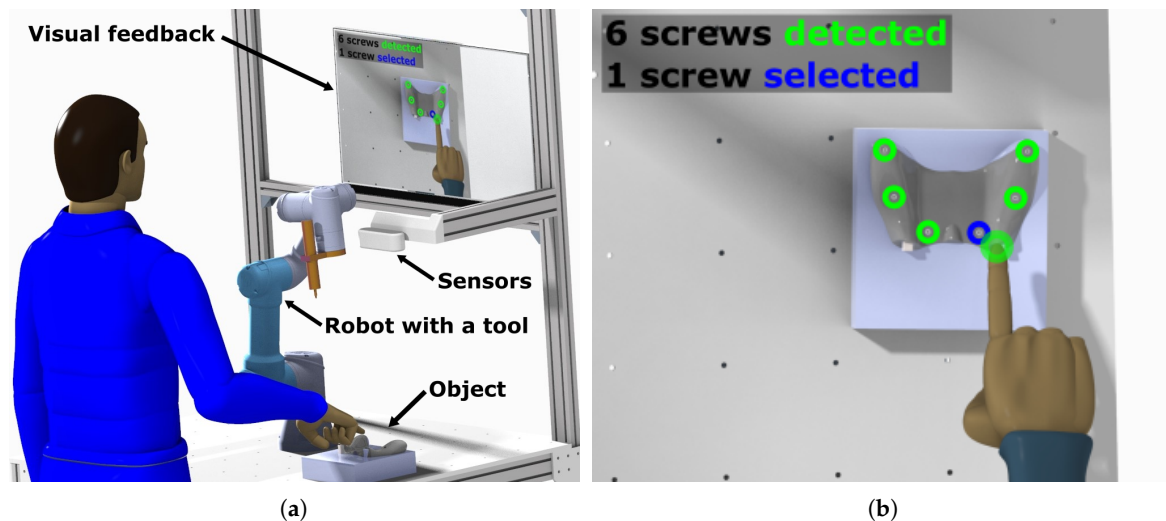 Visual feedback
6 screws detected
1 screw selected
Sensors
Robot with a tool
Object
(a)
6 screws detected
1 screw selected
(b)